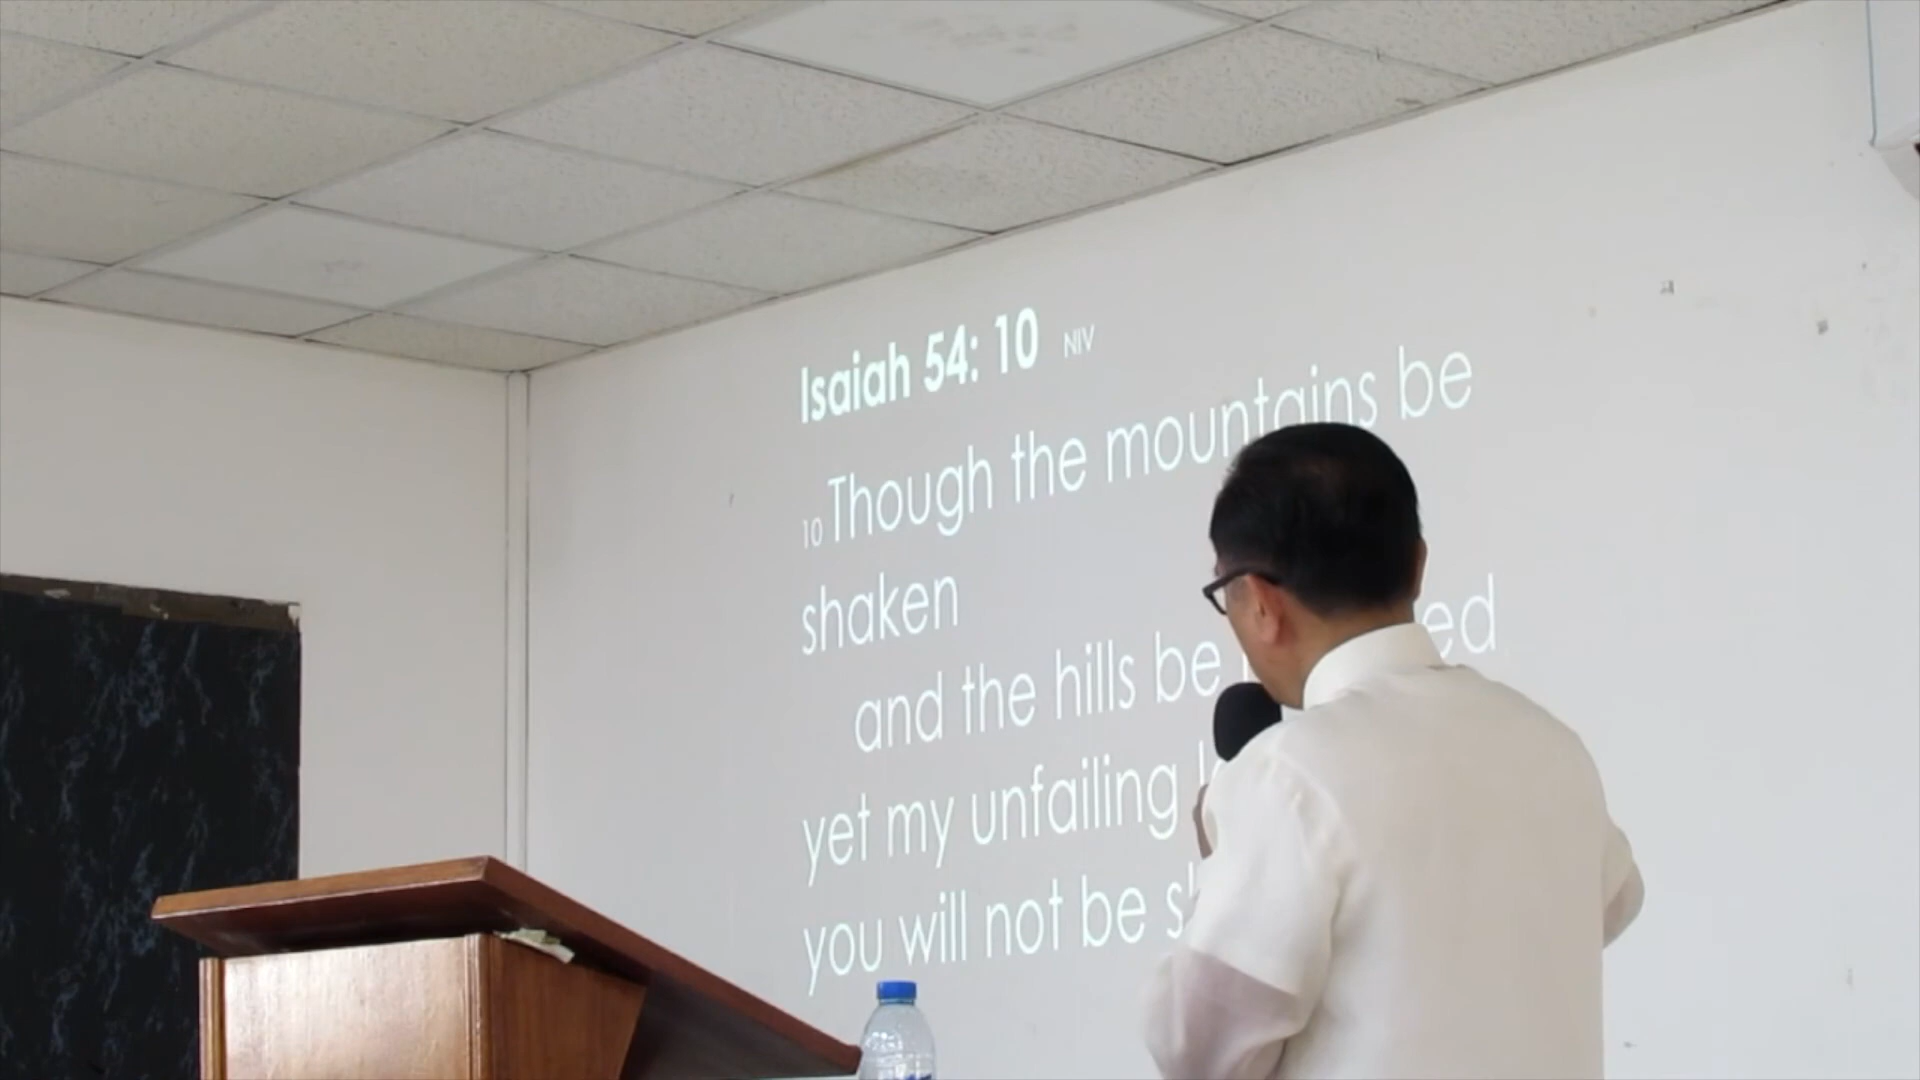 Isaiah 54: 10 NIV
10 Though the mountains be
shaken
and the hills be
yet my unfailing
you will not be